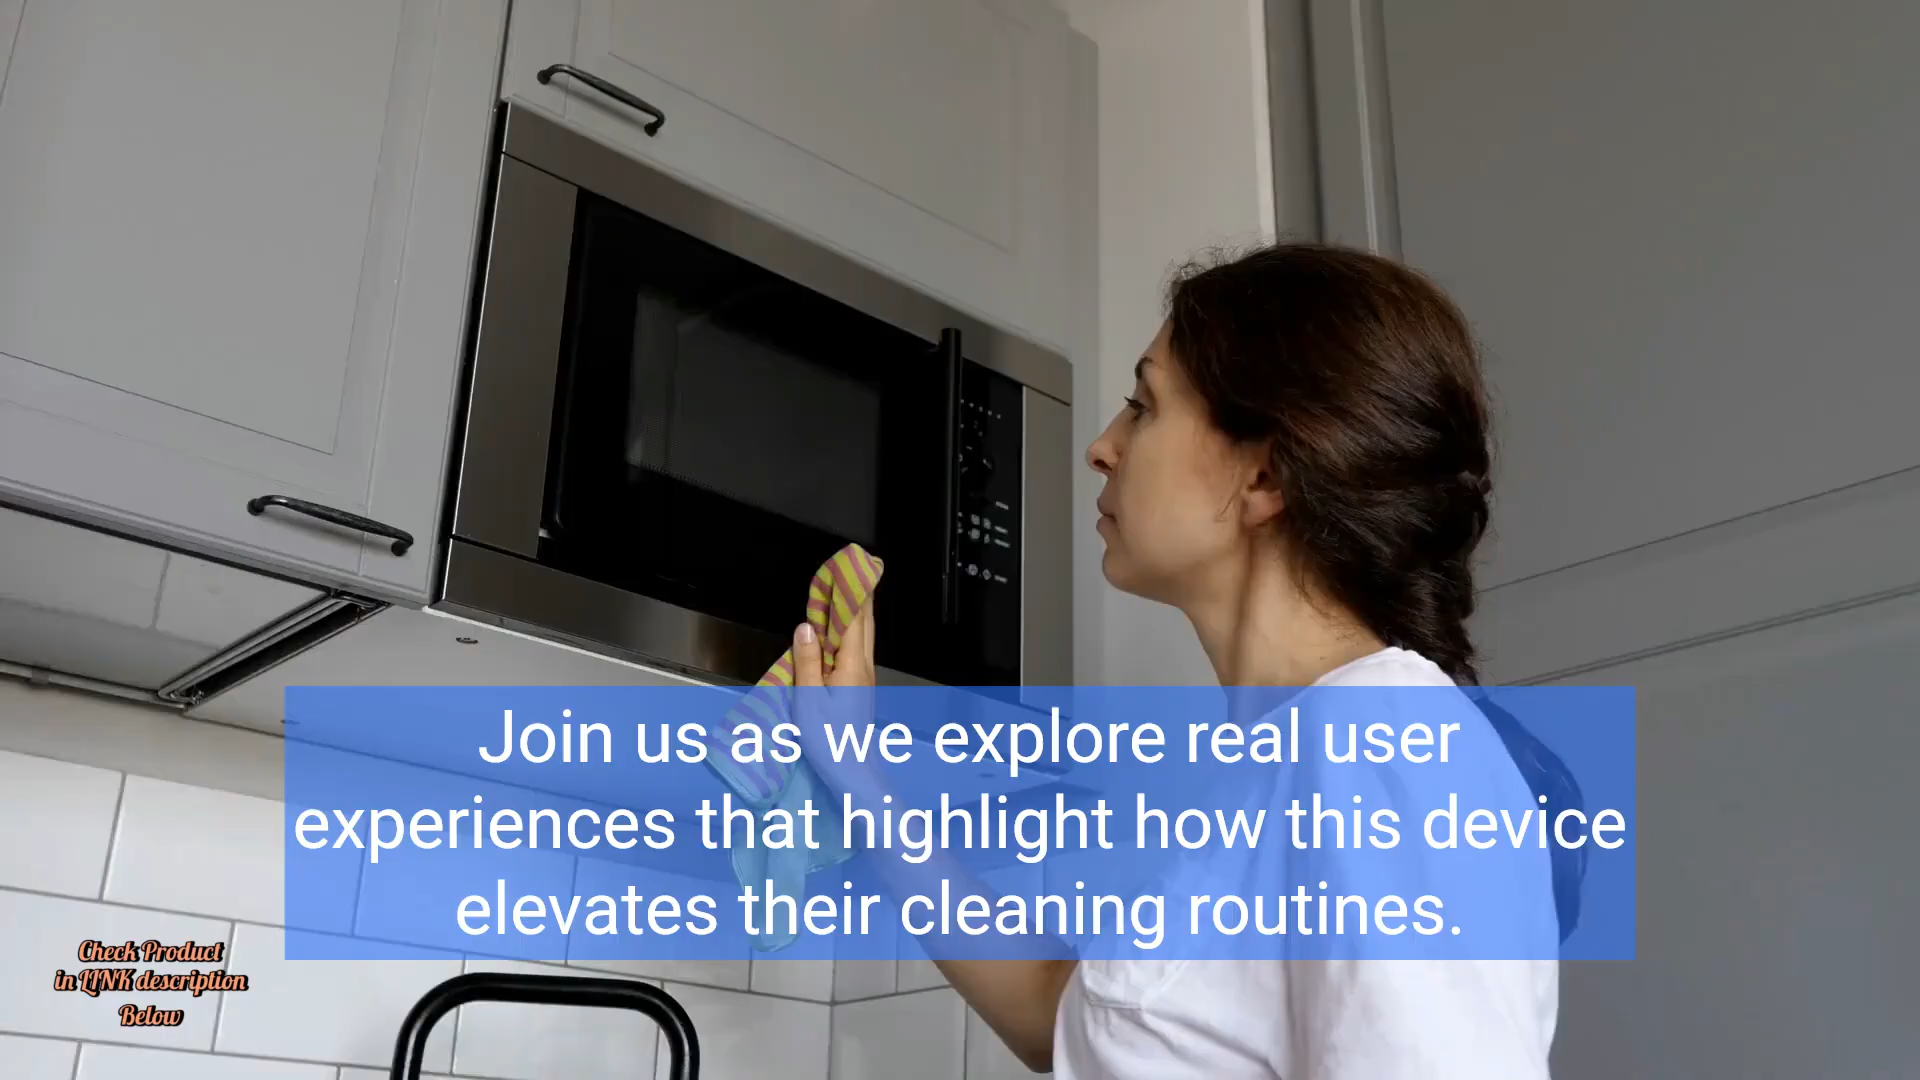 Join us as we explore real user
experiences that highlight how this device
elevates their cleaning routines.
Check Product
in LINK description
Below